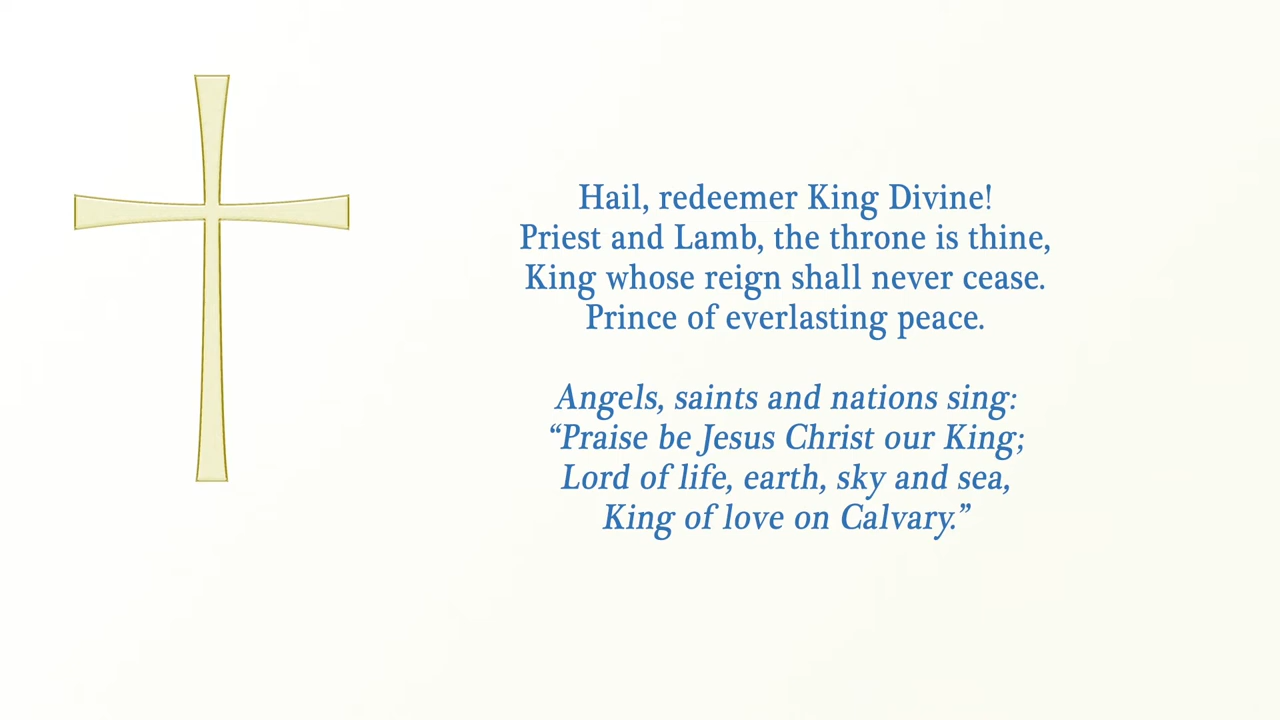 Hail, redeemer King Divine!
Priest and Lamb, the throne is thine,
King whose reign shall never cease.
Prince of everlasting peace.
Angels, saints and nations sing:
“Praise be Jesus Christ our King;
Lord of life, earth, sky and sea,
King of love on Calvary.”